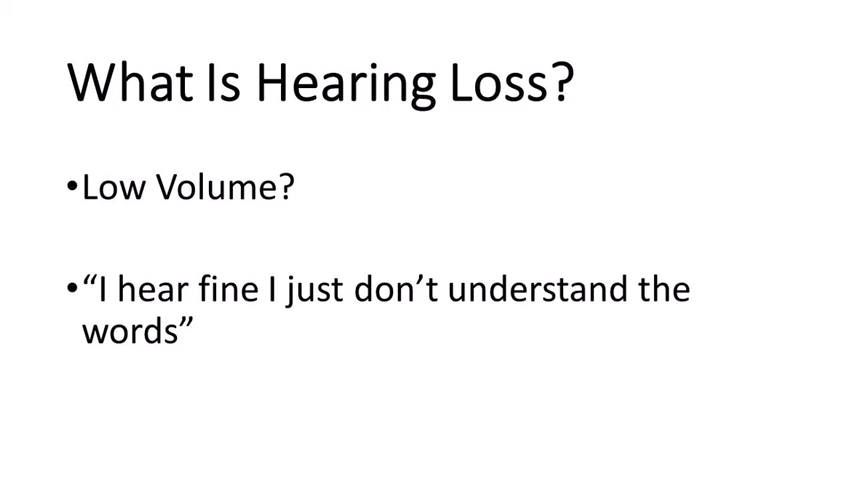 What Is Hearing Loss?
•Low Volume?
•“I hear fine I just don’t understand the
words”